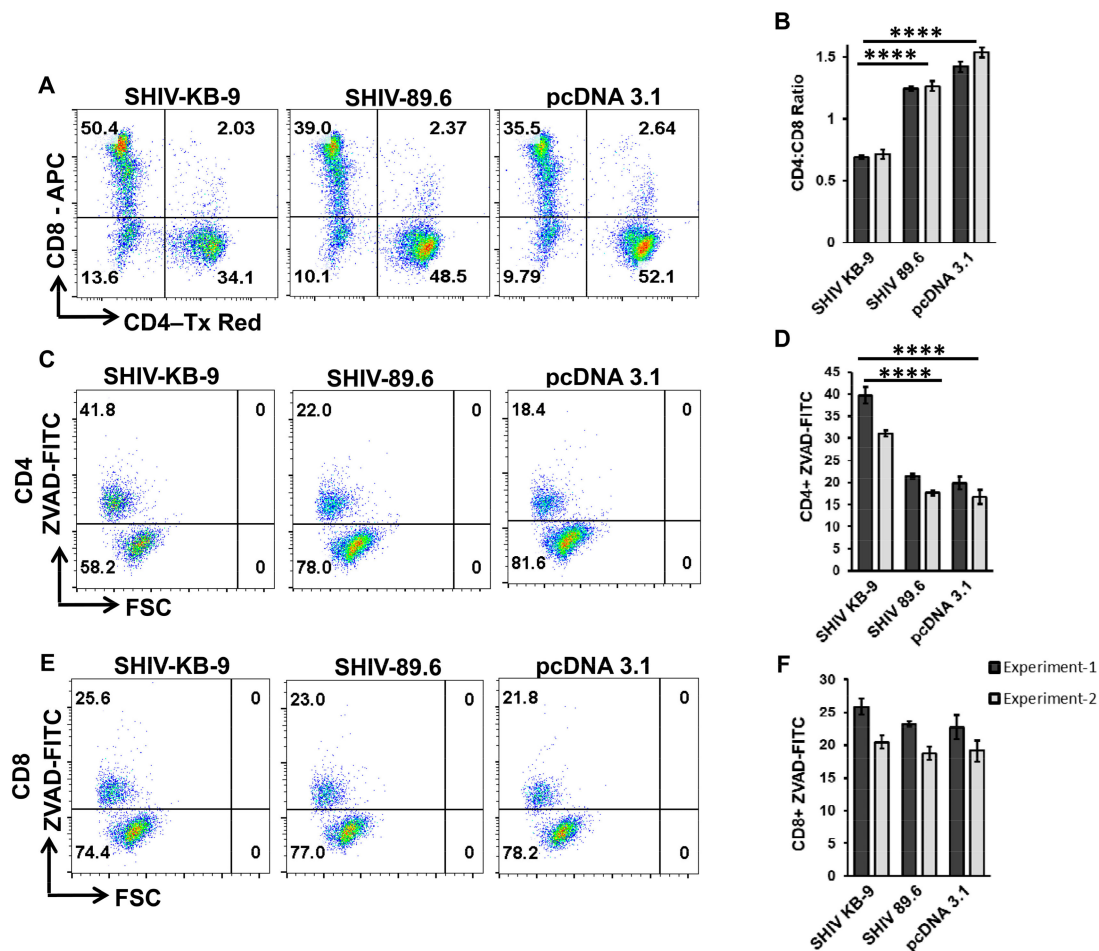 A
SHIV-KB-9
SHIV-89.6
pcDNA 3.1
50.4
2.03
39.0
2.37
35.5
2.64
13.6
34.1
10.1
48.5
9.79
52.1
CD8 - APC
CD4–Tx Red
B
****
****
1.5
1
0.5
0
CD4:CD8 Ratio
SHIV KB-9
SHIV 89.6
pcDNA 3.1
C
SHIV-KB-9
SHIV-89.6
pcDNA 3.1
41.8
0
22.0
0
18.4
0
58.2
0
78.0
0
81.6
0
CD4
ZVAD-FITC
FSC
D
****
****
45
40
35
30
25
20
15
10
5
0
CD4+ ZVAD-FITC
SHIV KB-9
SHIV 89.6
pcDNA 3.1
E
SHIV-KB-9
SHIV-89.6
pcDNA 3.1
25.6
0
23.0
0
21.8
0
74.4
0
77.0
0
78.2
0
CD8
ZVAD-FITC
FSC
F
Experiment-1
Experiment-2
30
25
20
15
10
5
0
CD8+ ZVAD-FITC
SHIV KB-9
SHIV 89.6
pcDNA 3.1